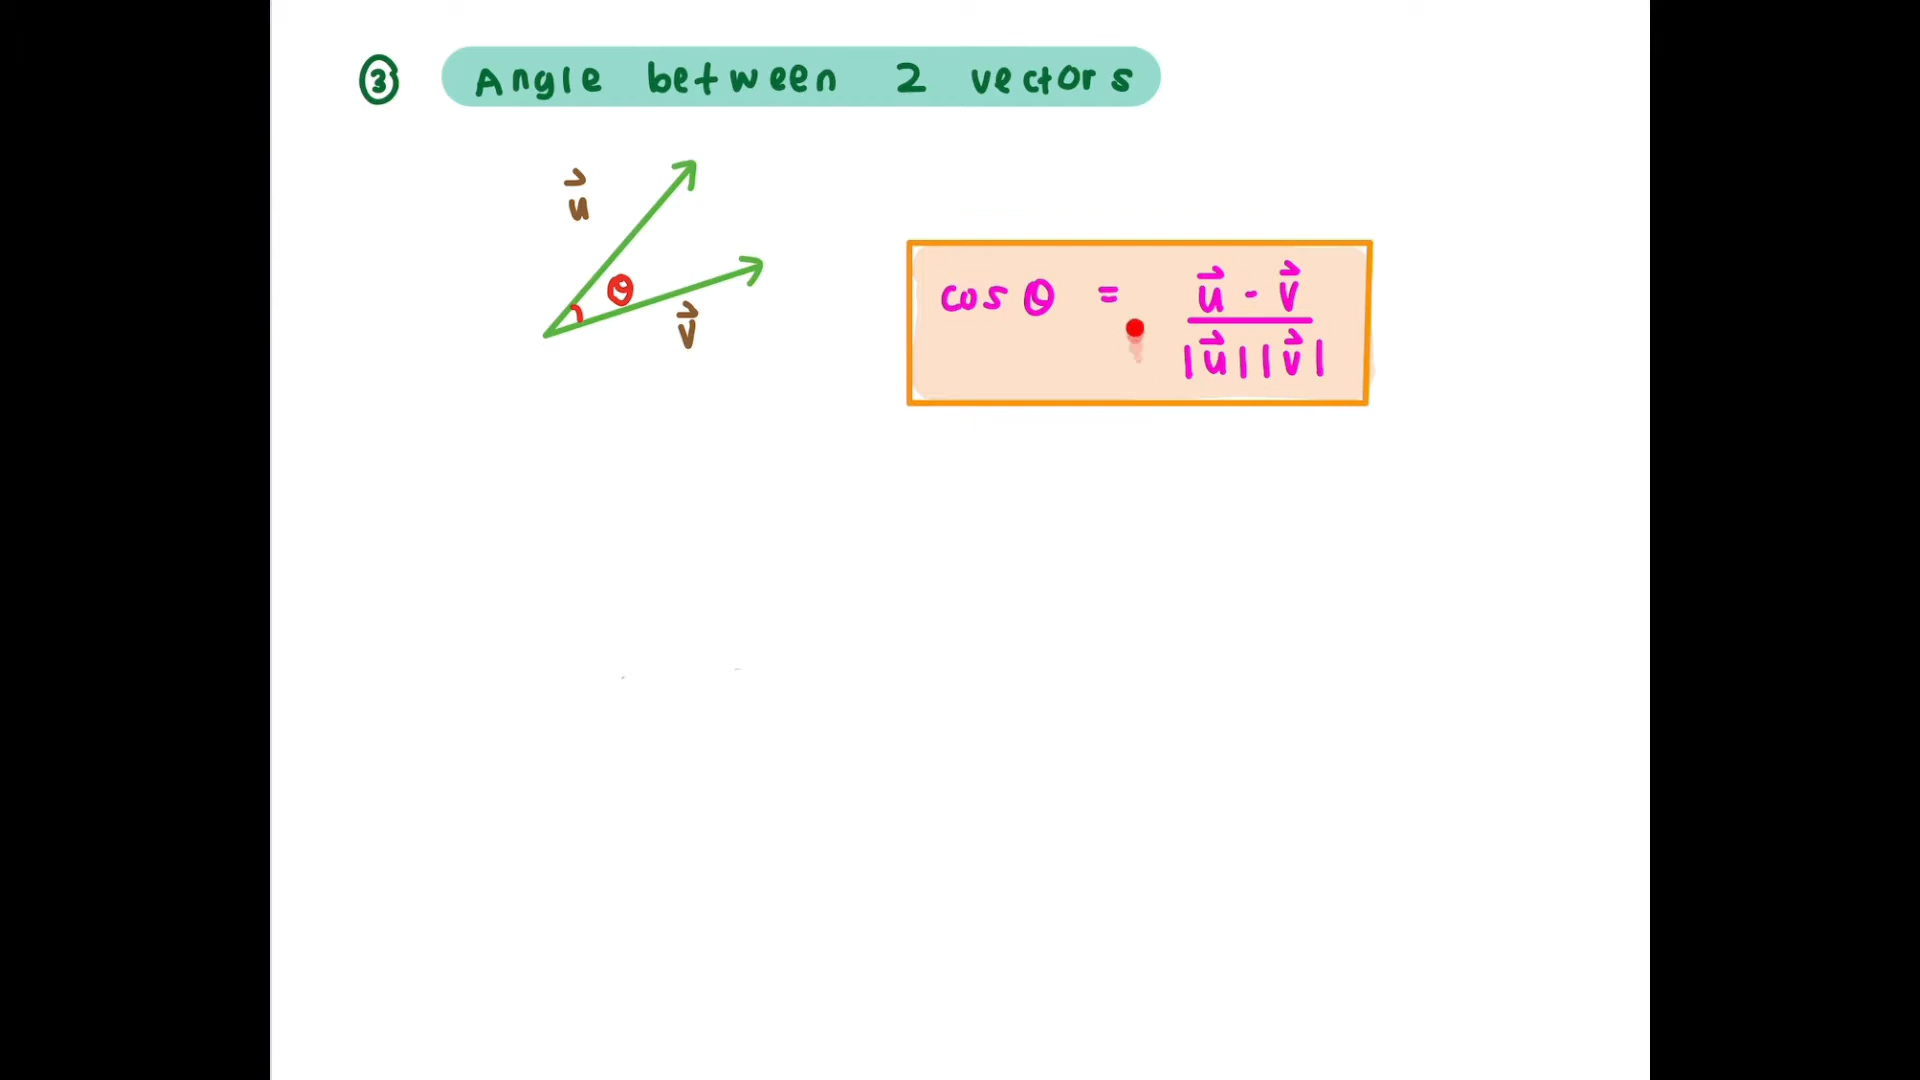 ③ Angle between 2 vectors
u⃗
θ
v⃗
cos θ = u⃗ · v⃗
|u⃗| |v⃗|